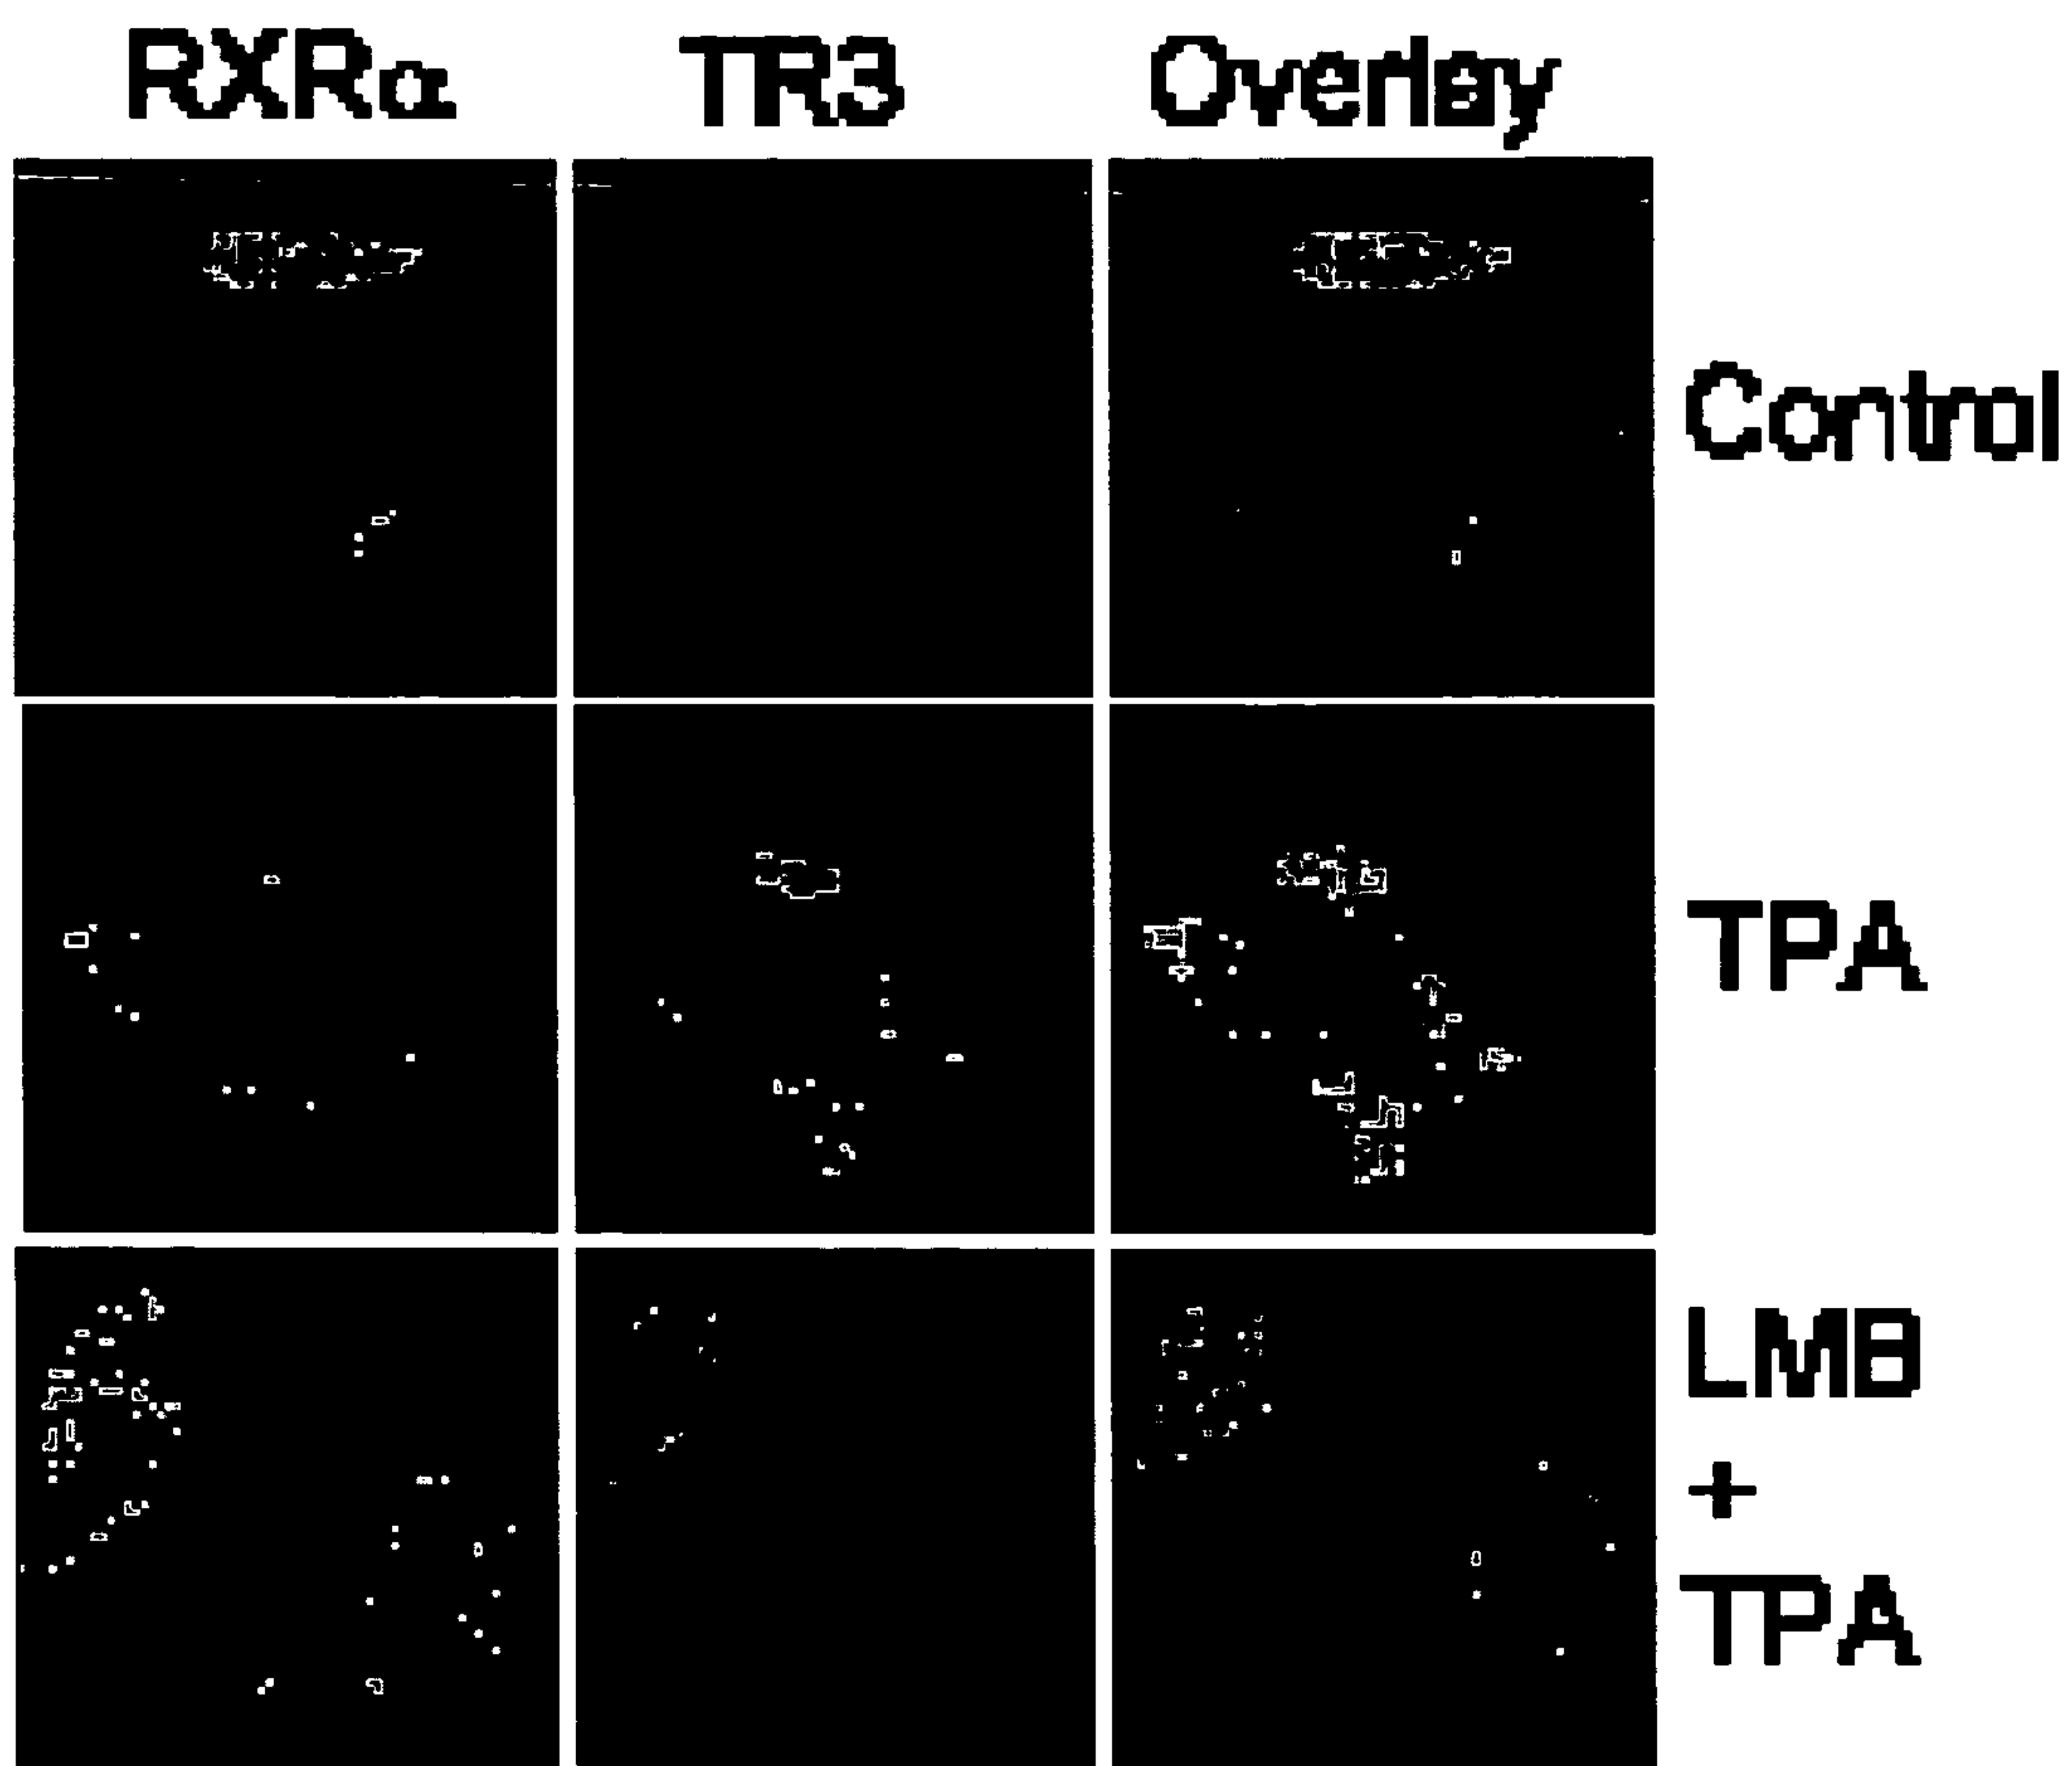 RXRα TR3 Overlay
Control
TPA
LMB
+
TPA